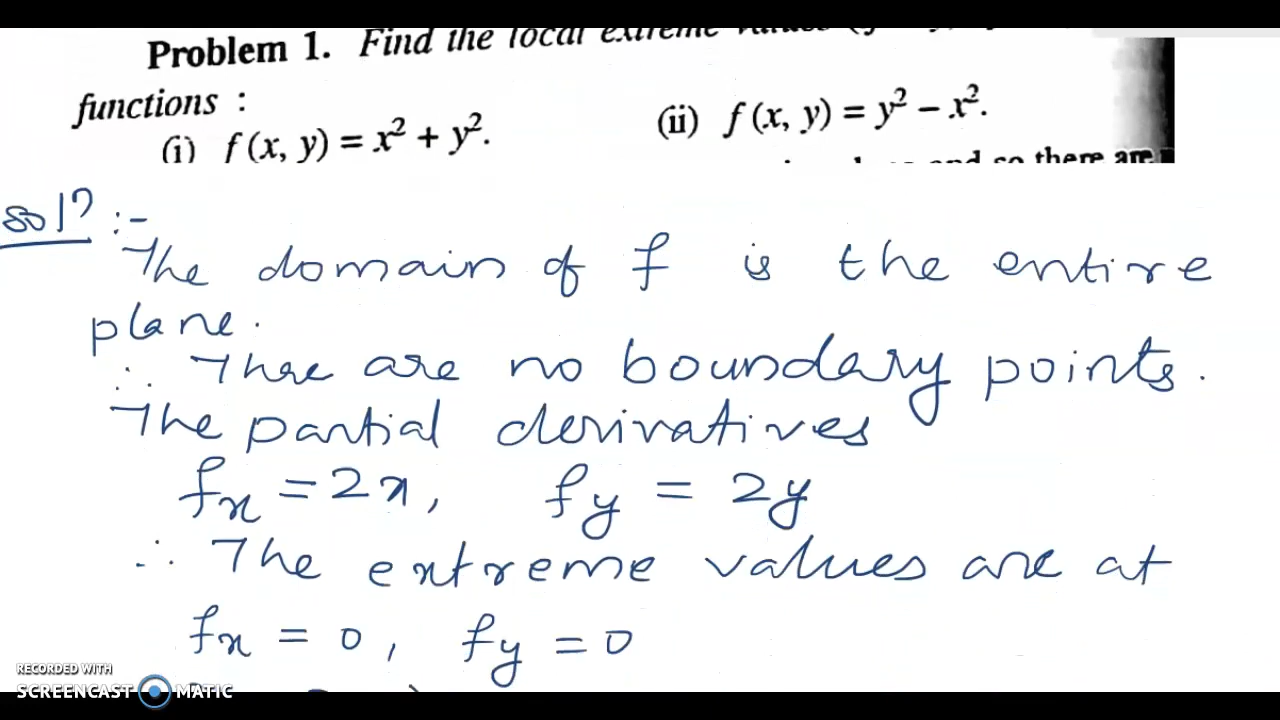 Problem 1. Find the local extreme values
functions :
(i) f(x, y) = x² + y².
(ii) f(x, y) = y² − x².
and so there are
sol? :-
The domain of f is the entire
plane.
∴ There are no boundary points.
The partial derivatives
fx = 2x, fy = 2y
∴ The extreme values are at
fx = 0, fy = 0
RECORDED WITH
SCREENCAST MATIC